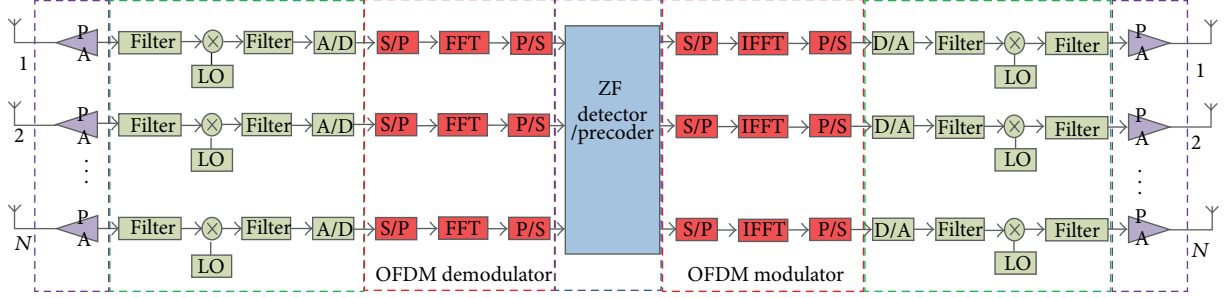 P A Filter × Filter A/D S/P FFT P/S S/P IFFT P/S D/A Filter × Filter P A
1 LO LO 1
ZF
detector
/precoder
P A Filter × Filter A/D S/P FFT P/S S/P IFFT P/S D/A Filter × Filter P A
2 LO LO 2
P A Filter × Filter A/D S/P FFT P/S S/P IFFT P/S D/A Filter × Filter P A
N LO LO N
OFDM demodulator OFDM modulator